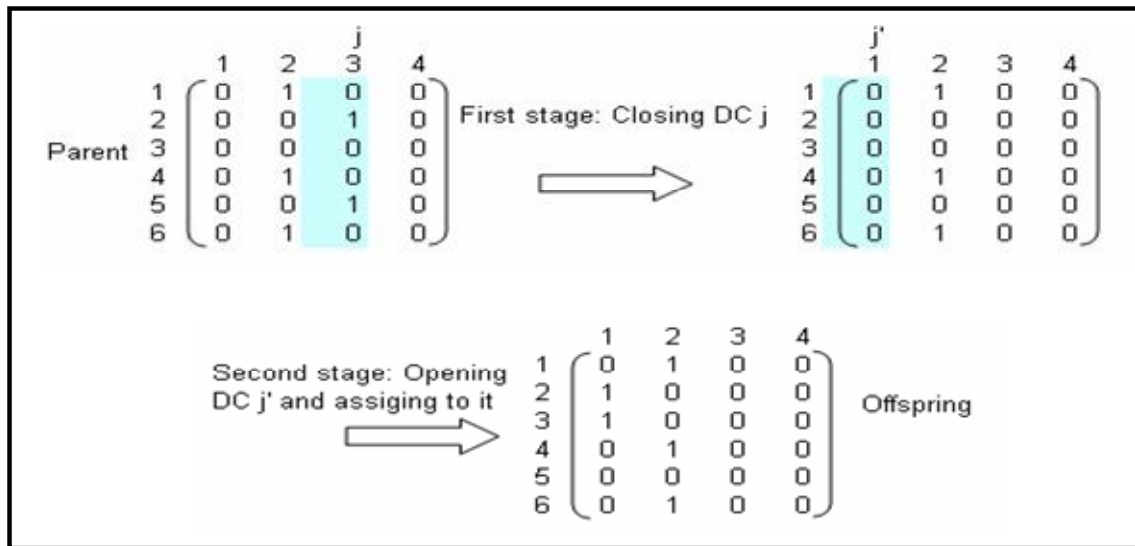 j
1 2 3 4
1 0 1 0 0
2 0 0 1 0
Parent 3 0 0 0 0
4 0 1 0 0
5 0 0 1 0
6 0 1 0 0
First stage: Closing DC j
j'
1 2 3 4
1 0 1 0 0
2 0 0 0 0
3 0 0 0 0
4 0 1 0 0
5 0 0 0 0
6 0 1 0 0
Second stage: Opening
DC j' and assiging to it
1 2 3 4
1 0 1 0 0
2 1 0 0 0
3 1 0 0 0
4 0 1 0 0
5 0 0 0 0
6 0 1 0 0
Offspring